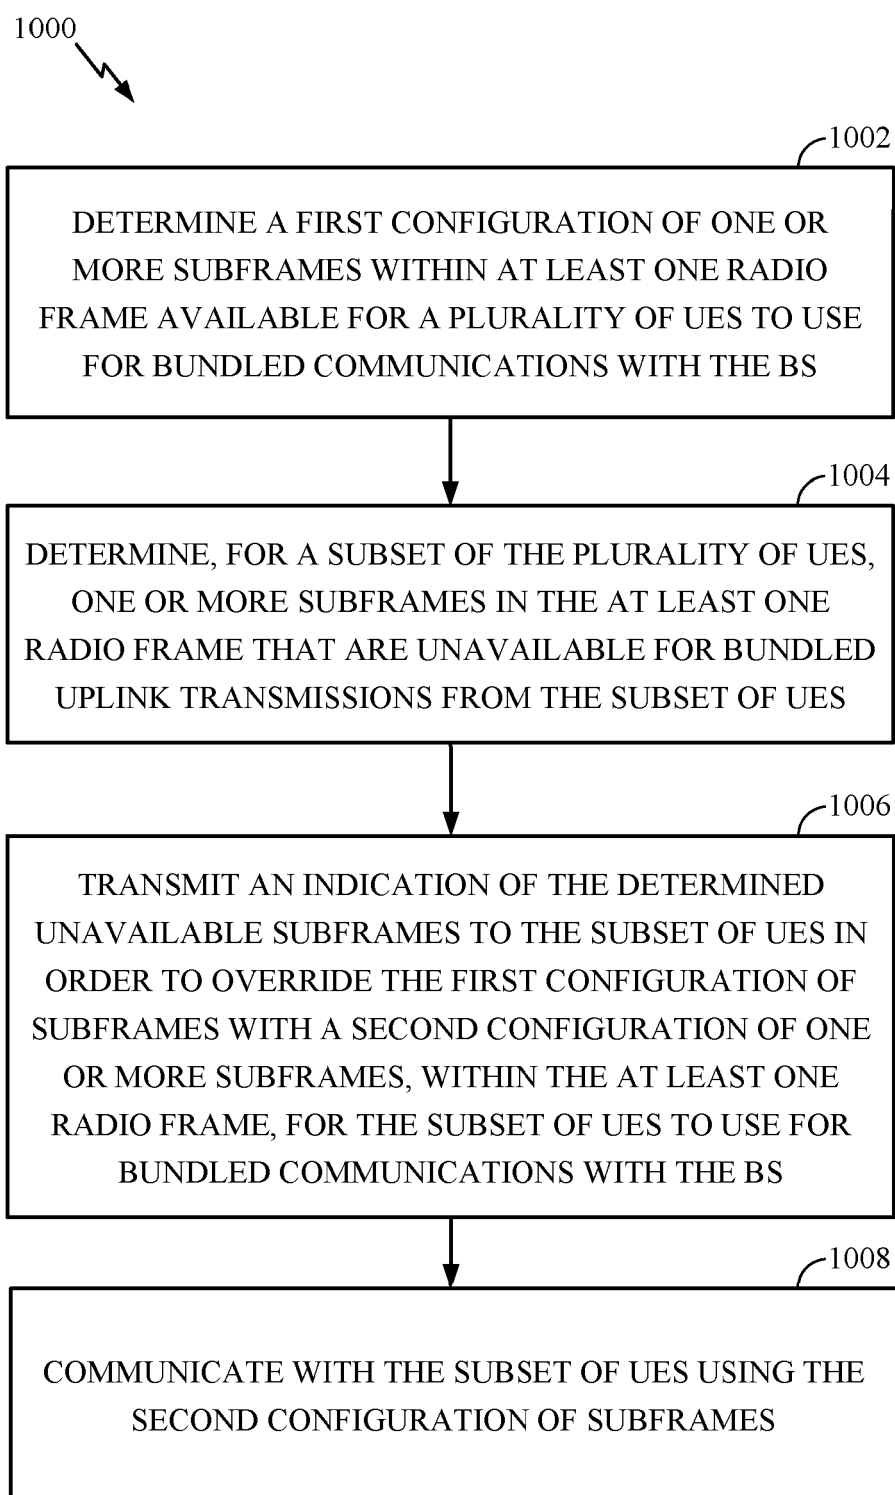 1000
1002
DETERMINE A FIRST CONFIGURATION OF ONE OR
MORE SUBFRAMES WITHIN AT LEAST ONE RADIO
FRAME AVAILABLE FOR A PLURALITY OF UES TO USE
FOR BUNDLED COMMUNICATIONS WITH THE BS
1004
DETERMINE, FOR A SUBSET OF THE PLURALITY OF UES,
ONE OR MORE SUBFRAMES IN THE AT LEAST ONE
RADIO FRAME THAT ARE UNAVAILABLE FOR BUNDLED
UPLINK TRANSMISSIONS FROM THE SUBSET OF UES
1006
TRANSMIT AN INDICATION OF THE DETERMINED
UNAVAILABLE SUBFRAMES TO THE SUBSET OF UES IN
ORDER TO OVERRIDE THE FIRST CONFIGURATION OF
SUBFRAMES WITH A SECOND CONFIGURATION OF ONE
OR MORE SUBFRAMES, WITHIN THE AT LEAST ONE
RADIO FRAME, FOR THE SUBSET OF UES TO USE FOR
BUNDLED COMMUNICATIONS WITH THE BS
1008
COMMUNICATE WITH THE SUBSET OF UES USING THE
SECOND CONFIGURATION OF SUBFRAMES